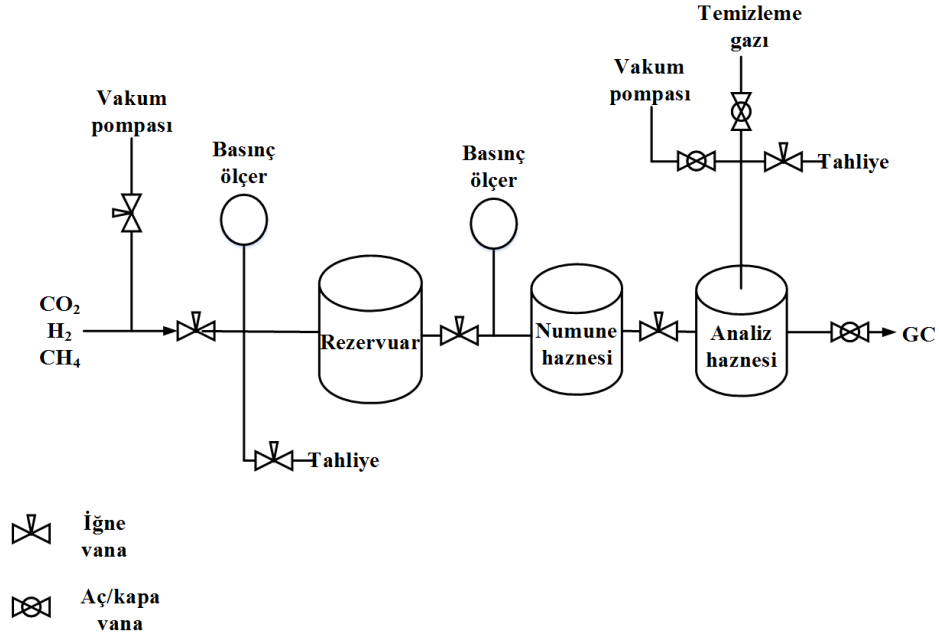 Temizleme
gazı
Vakum
pompası
Vakum
pompası
Basınç
ölçer
Basınç
ölçer
Tahliye
CO₂
H₂
CH₄
Rezervuar
Numune
haznesi
Analiz
haznesi
GC
Tahliye
İğne
vana
Aç/kapa
vana